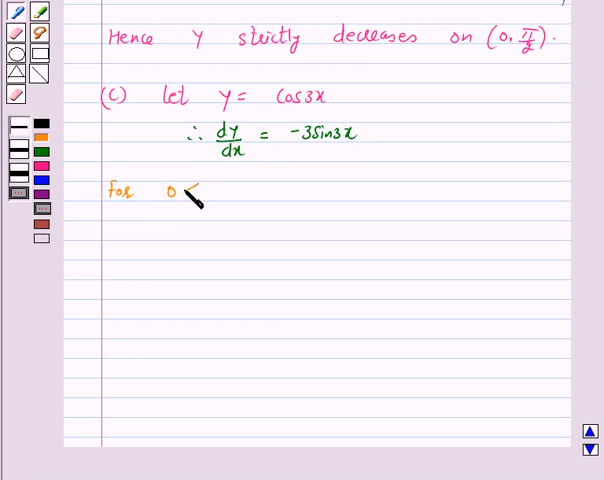 Hence Y strictly decreases on (0, π/2).
(C) let y = cos3x
∴ dy/dx = -3sin3x
for 0 <